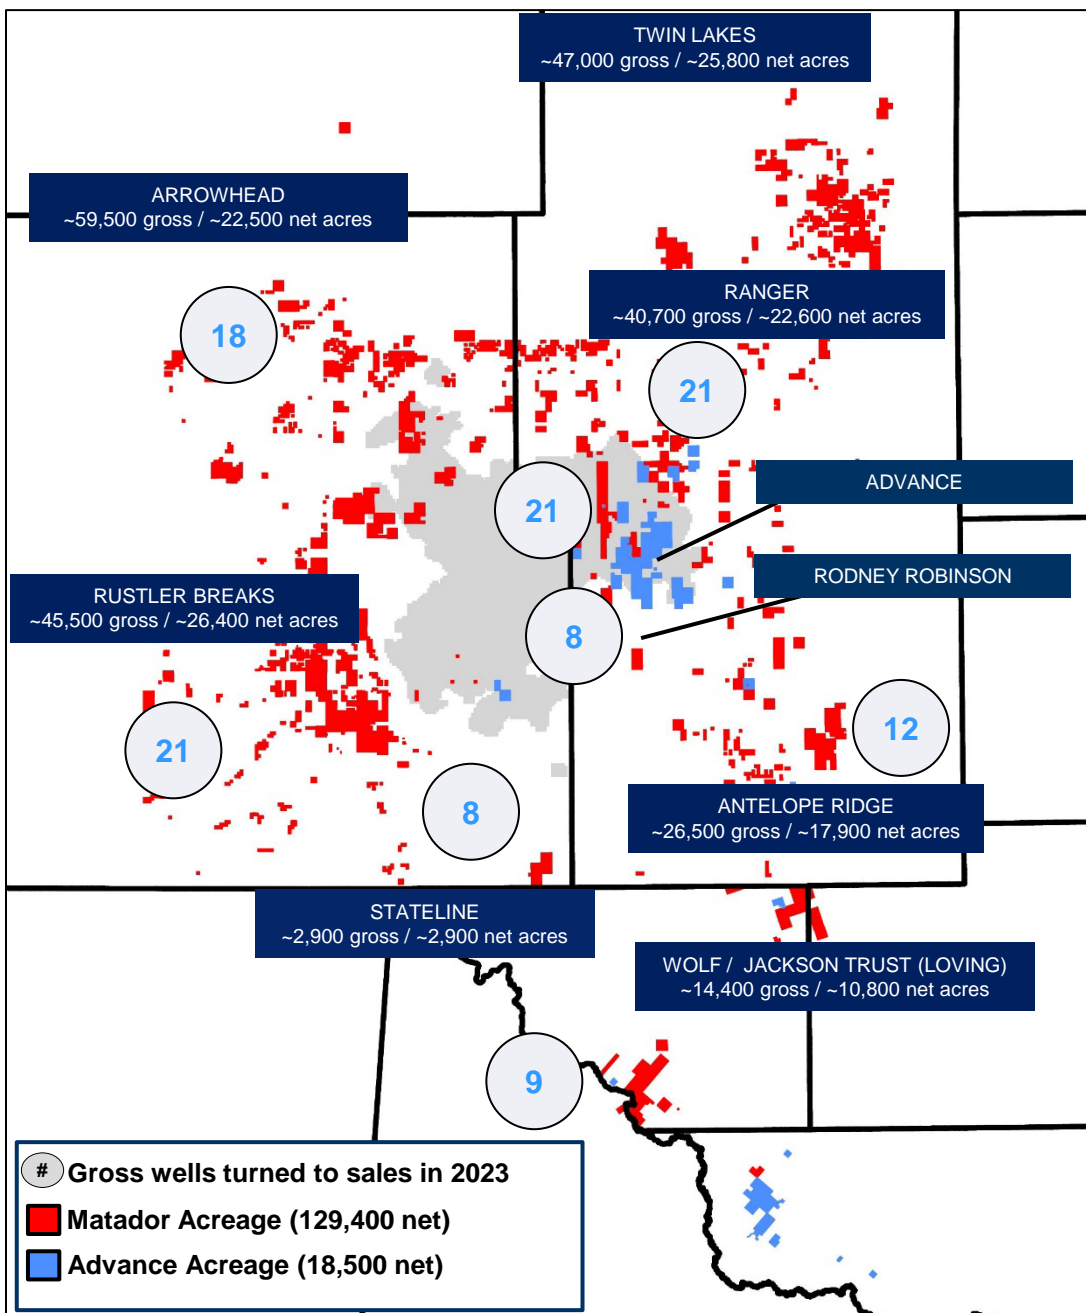 TWIN LAKES
~47,000 gross / ~25,800 net acres
ARROWHEAD
~59,500 gross / ~22,500 net acres
RANGER
~40,700 gross / ~22,600 net acres
18
21
21
ADVANCE
RODNEY ROBINSON
RUSTLER BREAKS
~45,500 gross / ~26,400 net acres
8
12
21
8
ANTELOPE RIDGE
~26,500 gross / ~17,900 net acres
STATELINE
~2,900 gross / ~2,900 net acres
WOLF / JACKSON TRUST (LOVING)
~14,400 gross / ~10,800 net acres
9
# Gross wells turned to sales in 2023
Matador Acreage (129,400 net)
Advance Acreage (18,500 net)